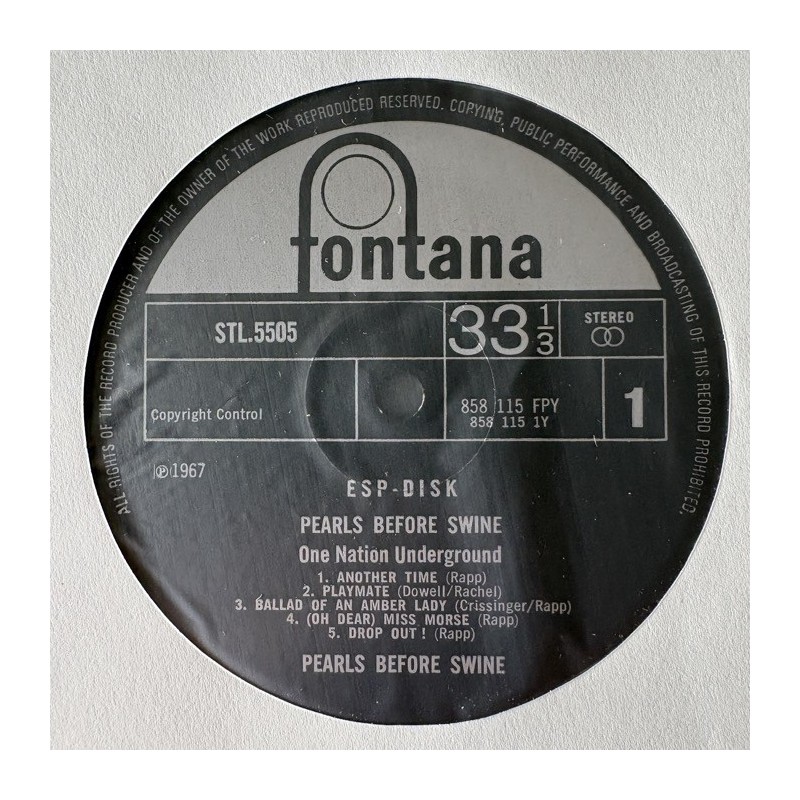 ALL RIGHTS OF THE RECORD PRODUCER AND OF THE OWNER OF THE WORK REPRODUCED RESERVED. COPYING, PUBLIC PERFORMANCE AND BROADCASTING OF THIS RECORD PROHIBITED.
fontana
STL.5505
33 1/3
STEREO
Copyright Control
858 115 FPY
858 115 1Y
1
℗1967
ESP-DISK
PEARLS BEFORE SWINE
One Nation Underground
1. ANOTHER TIME (Rapp)
2. PLAYMATE (Dowell/Rachel)
3. BALLAD OF AN AMBER LADY (Crissinger/Rapp)
4. (OH DEAR) MISS MORSE (Rapp)
5. DROP OUT! (Rapp)
PEARLS BEFORE SWINE